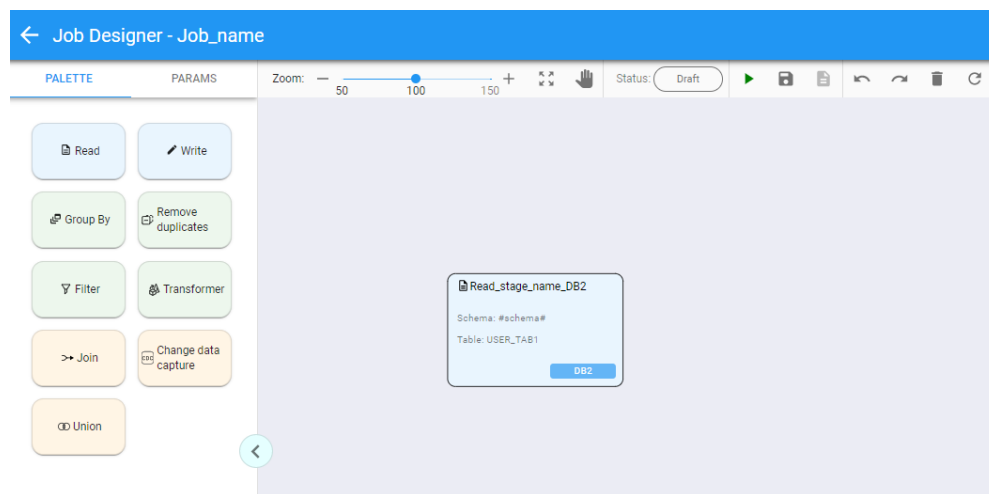 Job Designer - Job_name
PALETTE
PARAMS
Zoom:
50
100
150
Status:
Draft
Read
Write
Group By
Remove
duplicates
Filter
Transformer
Join
CDC
Change data
capture
Union
Read_stage_name_DB2
Schema: #schema#
Table: USER_TAB1
DB2